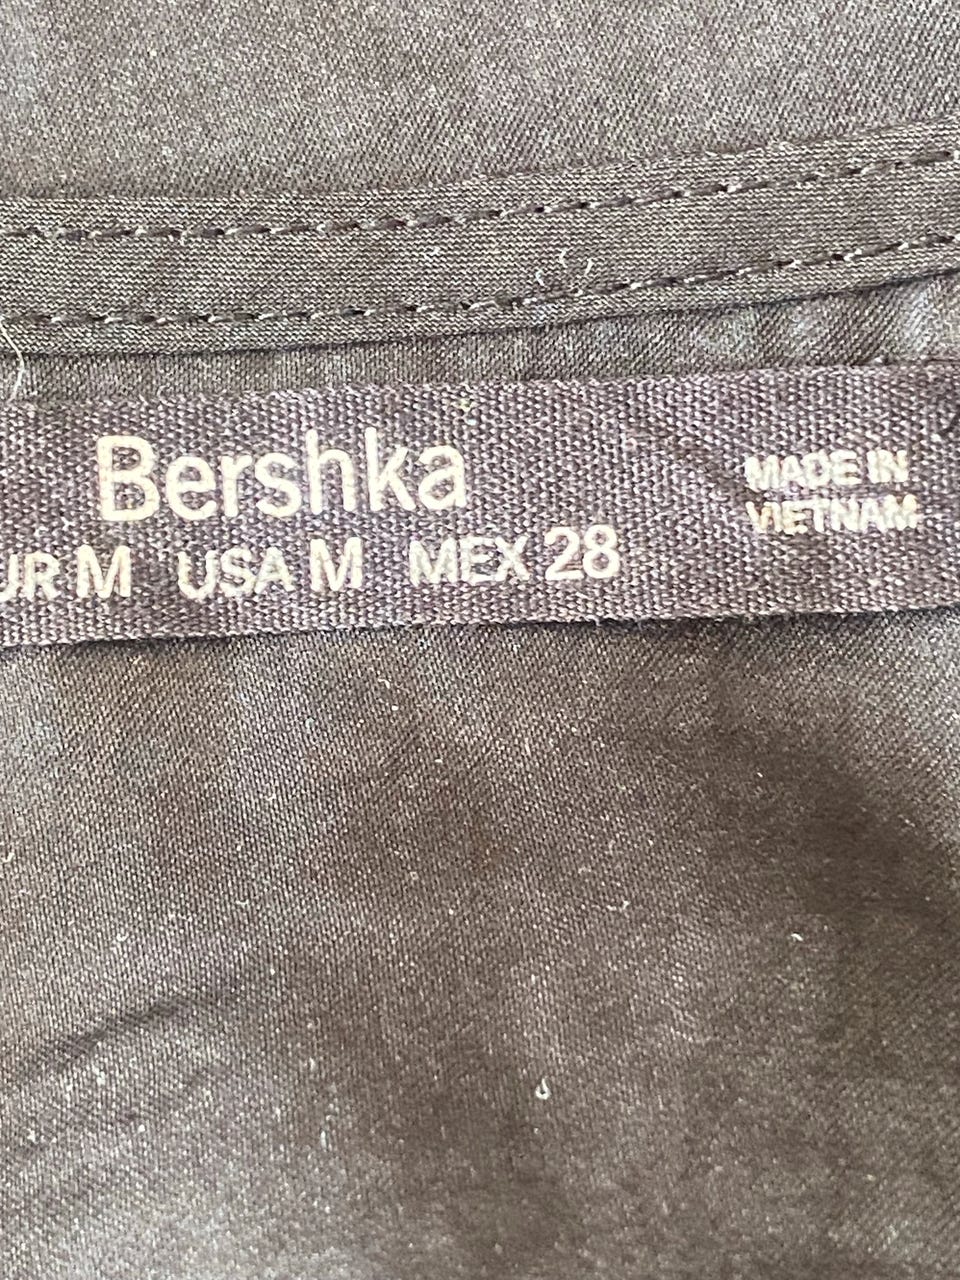 Bershka
UR M USA M MEX 28
MADE IN
VIETNAM